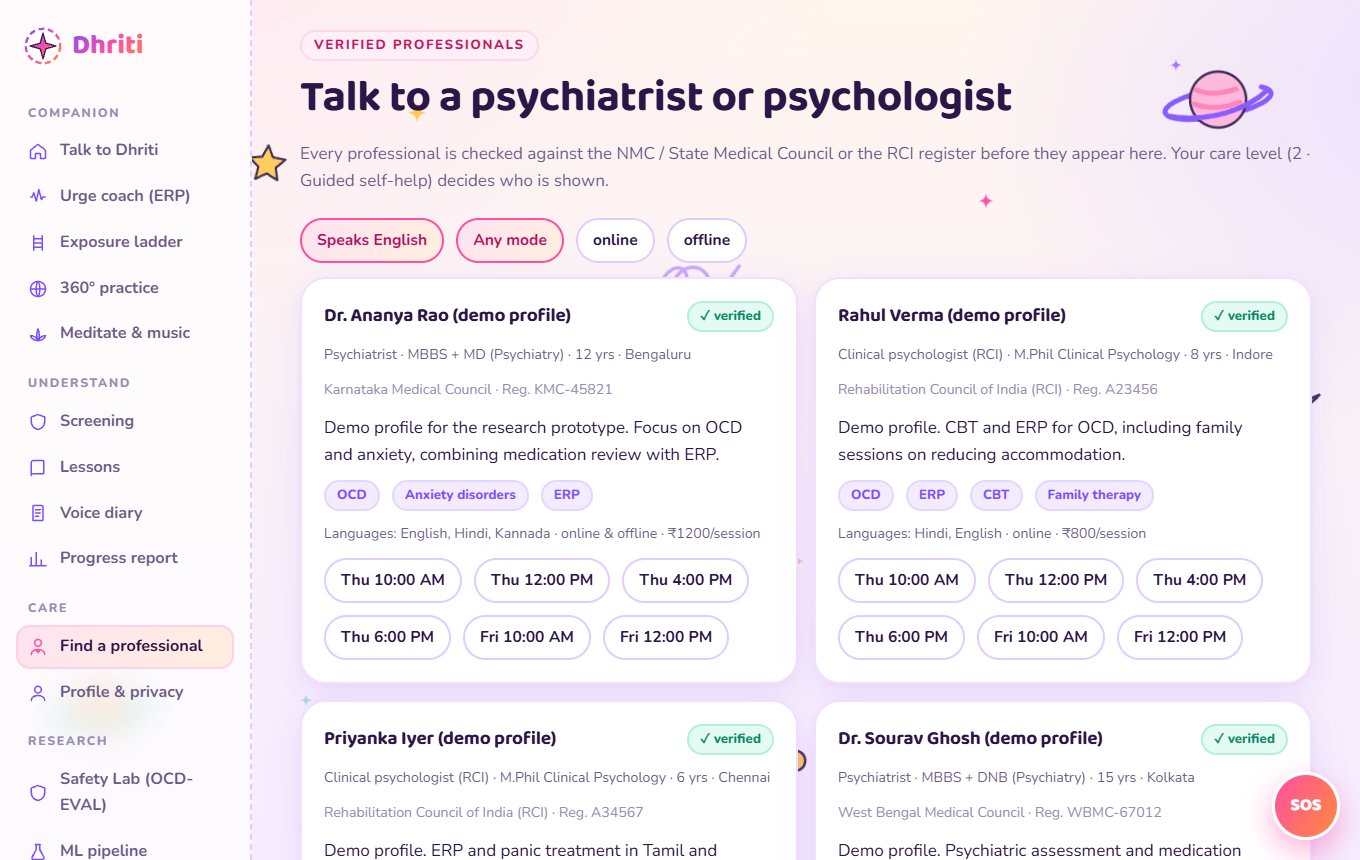 Dhriti
COMPANION
Talk to Dhriti
Urge coach (ERP)
Exposure ladder
360° practice
Meditate & music
UNDERSTAND
Screening
Lessons
Voice diary
Progress report
CARE
Find a professional
Profile & privacy
RESEARCH
Safety Lab (OCD-
EVAL)
ML pipeline
VERIFIED PROFESSIONALS
Talk to a psychiatrist or psychologist
Every professional is checked against the NMC / State Medical Council or the RCI register before they appear here. Your care level (2 ·
Guided self-help) decides who is shown.
Speaks English Any mode online offline
Dr. Ananya Rao (demo profile) ✓ verified
Psychiatrist · MBBS + MD (Psychiatry) · 12 yrs · Bengaluru
Karnataka Medical Council · Reg. KMC-45821
Demo profile for the research prototype. Focus on OCD
and anxiety, combining medication review with ERP.
OCD Anxiety disorders ERP
Languages: English, Hindi, Kannada · online & offline · ₹1200/session
Thu 10:00 AM Thu 12:00 PM Thu 4:00 PM
Thu 6:00 PM Fri 10:00 AM Fri 12:00 PM
Rahul Verma (demo profile) ✓ verified
Clinical psychologist (RCI) · M.Phil Clinical Psychology · 8 yrs · Indore
Rehabilitation Council of India (RCI) · Reg. A23456
Demo profile. CBT and ERP for OCD, including family
sessions on reducing accommodation.
OCD ERP CBT Family therapy
Languages: Hindi, English · online · ₹800/session
Thu 10:00 AM Thu 12:00 PM Thu 4:00 PM
Thu 6:00 PM Fri 10:00 AM Fri 12:00 PM
Priyanka Iyer (demo profile) ✓ verified
Clinical psychologist (RCI) · M.Phil Clinical Psychology · 6 yrs · Chennai
Rehabilitation Council of India (RCI) · Reg. A34567
Demo profile. ERP and panic treatment in Tamil and
Dr. Sourav Ghosh (demo profile) ✓ verified
Psychiatrist · MBBS + DNB (Psychiatry) · 15 yrs · Kolkata
West Bengal Medical Council · Reg. WBMC-67012
Demo profile. Psychiatric assessment and medication
SOS